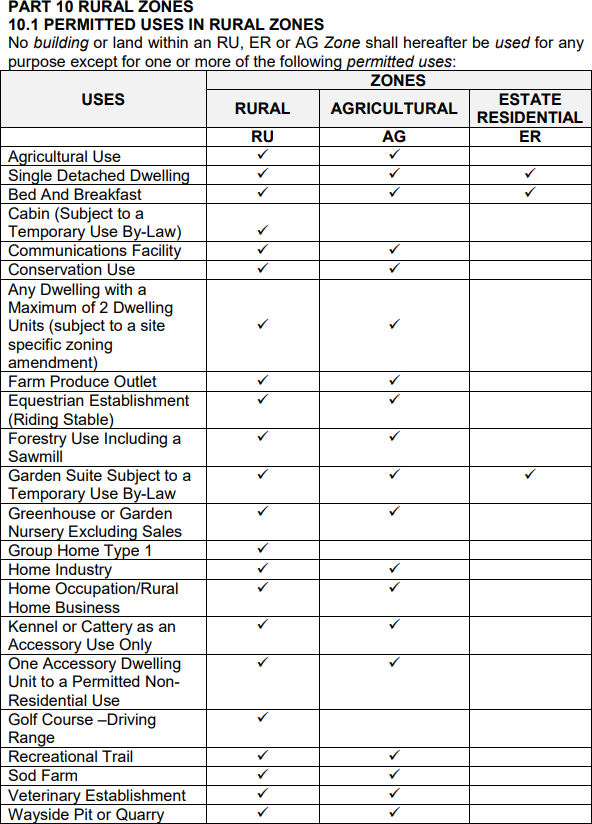 PART 10 RURAL ZONES
10.1 PERMITTED USES IN RURAL ZONES
No building or land within an RU, ER or AG Zone shall hereafter be used for any
purpose except for one or more of the following permitted uses:
USES
ZONES
RURAL
AGRICULTURAL
ESTATE
RESIDENTIAL
RU
AG
ER
Agricultural Use ✓ ✓
Single Detached Dwelling ✓ ✓ ✓
Bed And Breakfast ✓ ✓ ✓
Cabin (Subject to a
Temporary Use By-Law) ✓
Communications Facility ✓ ✓
Conservation Use ✓ ✓
Any Dwelling with a
Maximum of 2 Dwelling
Units (subject to a site ✓ ✓
specific zoning
amendment)
Farm Produce Outlet ✓ ✓
Equestrian Establishment ✓ ✓
(Riding Stable)
Forestry Use Including a ✓ ✓
Sawmill
Garden Suite Subject to a ✓ ✓ ✓
Temporary Use By-Law
Greenhouse or Garden ✓ ✓
Nursery Excluding Sales
Group Home Type 1 ✓
Home Industry ✓ ✓
Home Occupation/Rural ✓ ✓
Home Business
Kennel or Cattery as an ✓ ✓
Accessory Use Only
One Accessory Dwelling ✓ ✓
Unit to a Permitted Non-
Residential Use
Golf Course –Driving ✓
Range
Recreational Trail ✓ ✓
Sod Farm ✓ ✓
Veterinary Establishment ✓ ✓
Wayside Pit or Quarry ✓ ✓